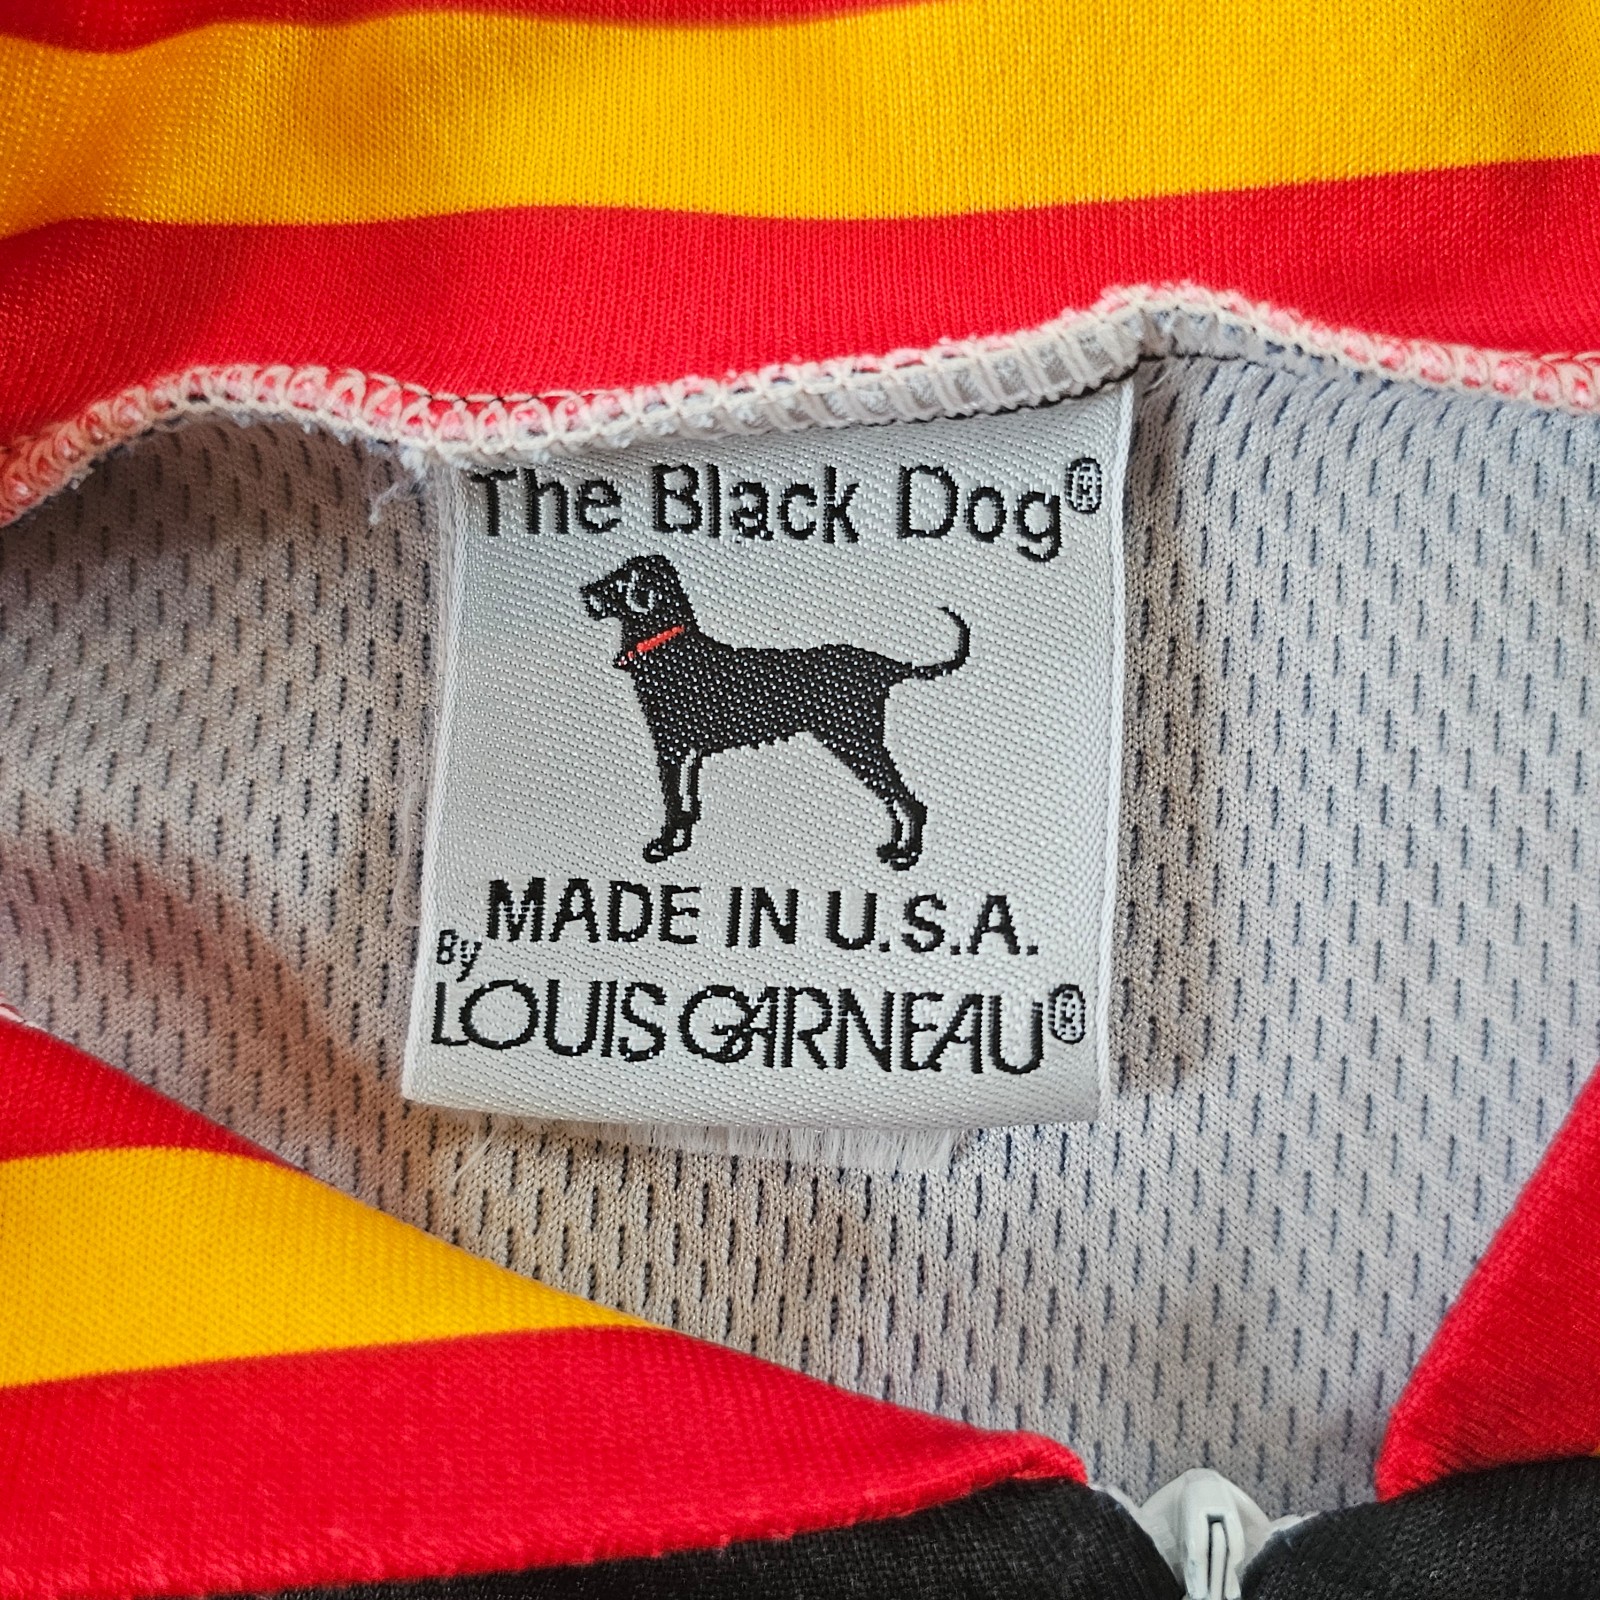 The Black Dog®
MADE IN U.S.A.
By
LOUIS GARNEAU®